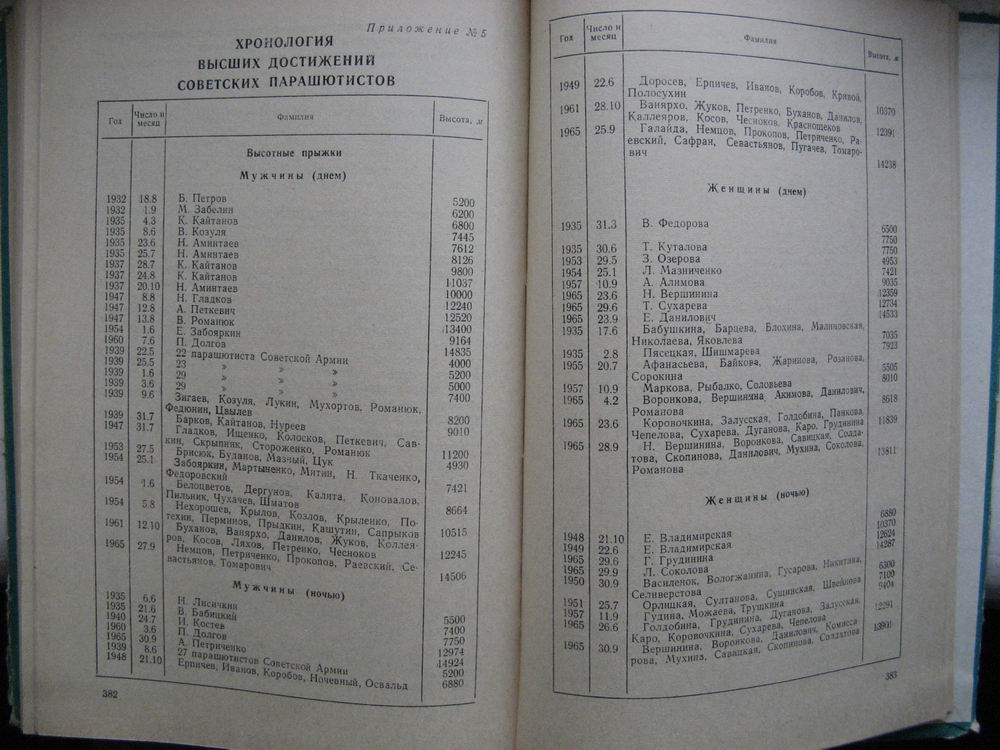 Приложение №5
ХРОНОЛОГИЯ
ВЫСШИХ ДОСТИЖЕНИЙ
СОВЕТСКИХ ПАРАШЮТИСТОВ
Год Число и месяц Фамилия Высота, м
Высотные прыжки
Мужчины (днем)
1932 18.8 Б. Петров 5200
1932 1.9 М. Забелин 6200
1935 4.3 К. Кайтанов 6800
1935 8.6 В. Козуля 7445
1935 23.6 Н. Аминтаев 7612
1935 25.7 Н. Аминтаев 8126
1937 28.7 К. Кайтанов 9800
1937 24.8 К. Кайтанов 11037
1937 20.10 Н. Аминтаев 10000
1947 8.8 Н. Гладков 12240
1947 12.8 А. Петкевич 12520
1947 13.8 В. Романюк 13400
1954 1.6 Е. Забояркин 9164
1960 7.6 П. Долгов 14835
1939 22.5 22 парашютиста Советской Армии 4000
1939 25.5 23 » » » 5200
1939 1.6 29 » » » 5000
1939 3.6 29 » » » 7400
1939 9.6 Зигаев, Козуля, Лукин, Мухортов, Романюк,
Федюнин, Цвылев 8200
1939 31.7 Барков, Кайтанов, Нуреев 9010
1947 31.7 Гладков, Ищенко, Колосков, Петкевич, Сав-
кин, Скрыпник, Стороженко, Романюк 11200
1953 27.5 Брисюк, Буданов, Мазный, Цук 4930
1954 25.1 Забояркин, Мартыненко, Митин, Н. Ткаченко,
Федоровский 7421
1954 1.6 Белоцветов, Дергунов, Калита, Коновалов,
Пильник, Чухачев, Шматов 8664
1954 5.8 Нехорошев, Крылов, Козлов, Крыленко, По-
техин, Перминов, Прыдкин, Кашутин, Сапрыков 10515
1961 12.10 Буханов, Ванярхо, Данилов, Жуков, Коллея-
ров, Косов, Ляхов, Петренко, Чесноков 12245
1965 27.9 Немцов, Петриченко, Прокопов, Раевский, Се-
вастьянов, Томарович 14506
Мужчины (ночью)
1935 6.6 Н. Лисичкин 5500
1935 21.6 В. Бабицкий 7400
1940 24.7 И. Костев 7750
1960 3.6 П. Долгов 12974
1965 30.9 А. Петриченко 14924
1939 8.6 27 парашютистов Советской Армии 5200
1948 21.10 Ерпичев, Иванов, Коробов, Ночевный, Освальд 6880
382
Год Число и месяц Фамилия Высота, м
1949 22.6 Доросев, Ерпичев, Иванов, Коробов, Кривой,
Полосухин 10370
1961 28.10 Ванярхо, Жуков, Петренко, Буханов, Данилов,
Каллеяров, Косов, Чесноков, Краснощеков 12391
1965 25.9 Галайда, Немцов, Прокопов, Петриченко, Ра-
евский, Сафран, Севастьянов, Пугачев, Томаро-
вич 14238
Женщины (днем)
1935 31.3 В. Федорова 6500
7750
1935 30.6 Т. Куталова 7750
1953 29.5 З. Озерова 4953
1954 25.1 Л. Мазниченко 7421
1957 10.9 А. Алимова 9035
1965 23.6 Н. Вершинина 12359
1965 29.6 Т. Сухарева 12734
1965 23.9 Е. Данилович 14533
1935 17.6 Бабушкина, Барцева, Блохина, Малиновская,
Николаева, Яковлева 7035
1935 2.8 Пясецкая, Шишмарева 7923
1955 20.7 Афанасьева, Байкова, Жаринова, Розанова,
Сорокина 5505
1957 10.9 Маркова, Рыбалко, Соловьева 8010
1965 4.2 Воронкова, Вершинина, Акимова, Данилович,
Романова 8618
1965 23.6 Коровочкина, Залусская, Голдобина, Панкова,
Чепелова, Сухарева, Дуганова, Каро, Грудинина 11839
1965 28.9 Н. Вершинина, Воронкова, Савицкая, Солда-
това, Скопинова, Данилович, Мухина, Соколова,
Романова 13811
Женщины (ночью)
6880
10370
1948 21.10 Е. Владимирская 12624
1949 22.6 Е. Владимирская 14287
1965 29.6 Г. Грудинина
1965 29.9 Л. Соколова
1950 30.9 Василенок, Вологжанина, Гусарова, Никитина,
Селиверстова 6300
1951 25.7 Орлицкая, Султанова, Сущинская, Швейнова 7100
1957 11.9 Гудина, Можаева, Трушкина 9404
1965 26.6 Голдобина, Грудинина, Дуганова, Залусская,
Каро, Коровочкина, Сухарева, Чепелова 12291
1965 30.9 Вершинина, Воронкова, Данилович, Комисса
рова, Мухина, Савицкая, Скопинова, Солдатова 13901
383